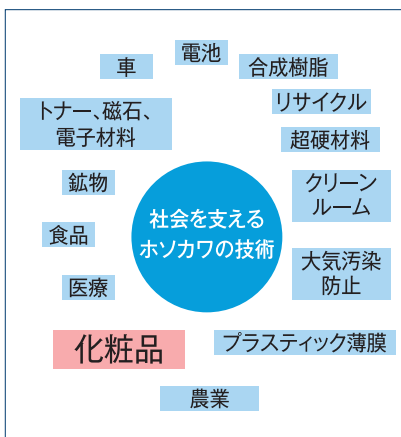 電池
車
合成樹脂
リサイクル
トナー、磁石、
電子材料
超硬材料
鉱物
クリーン
ルーム
社会を支える
ホソカワの技術
食品
大気汚染
防止
医療
化粧品
プラスティック薄膜
農業